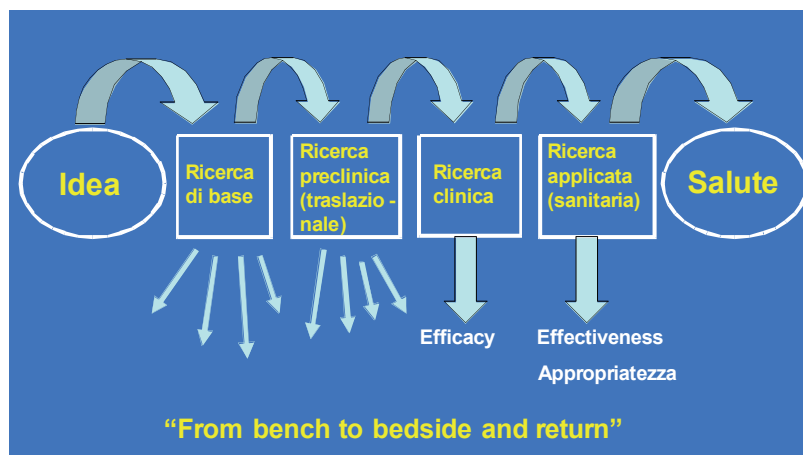 Idea
Ricerca
di base
Ricerca
preclinica
(traslazio -
nale)
Ricerca
clinica
Ricerca
applicata
(sanitaria)
Salute
Efficacy
Effectiveness
Appropriatezza
“From bench to bedside and return”